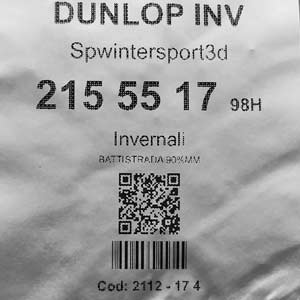 DUNLOP INV
Spwintersport3d
215 55 17 98H
Invernali
BATTISTRADA 90%MM
Cod: 2112 - 17 4